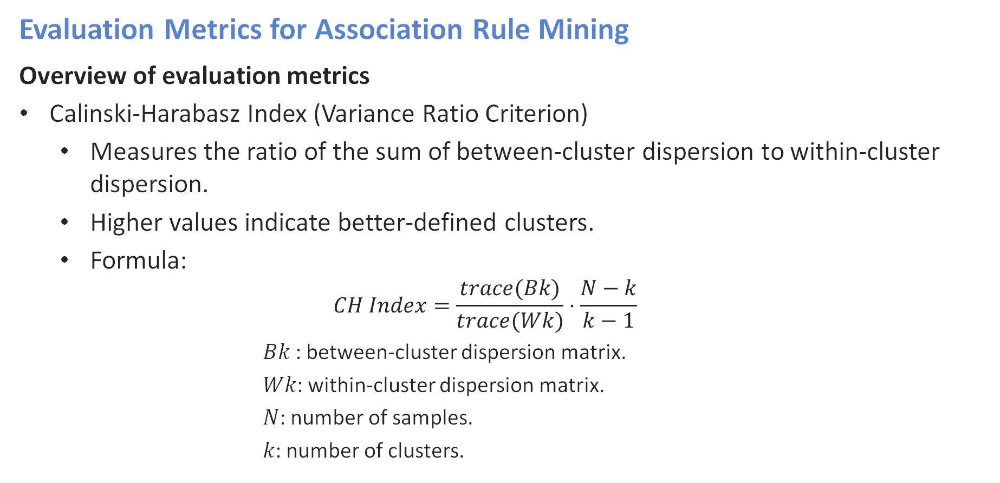 Evaluation Metrics for Association Rule Mining
Overview of evaluation metrics
• Calinski-Harabasz Index (Variance Ratio Criterion)
• Measures the ratio of the sum of between-cluster dispersion to within-cluster
dispersion.
• Higher values indicate better-defined clusters.
• Formula:
CH Index = trace(Bk)/trace(Wk) · N − k/k − 1
Bk : between-cluster dispersion matrix.
Wk: within-cluster dispersion matrix.
N: number of samples.
k: number of clusters.